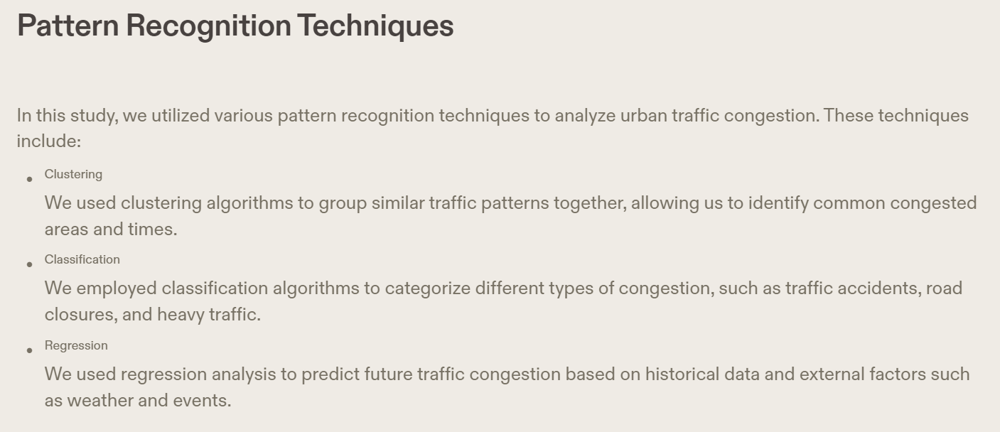 Pattern Recognition Techniques
In this study, we utilized various pattern recognition techniques to analyze urban traffic congestion. These techniques
include:
• Clustering
We used clustering algorithms to group similar traffic patterns together, allowing us to identify common congested
areas and times.
• Classification
We employed classification algorithms to categorize different types of congestion, such as traffic accidents, road
closures, and heavy traffic.
• Regression
We used regression analysis to predict future traffic congestion based on historical data and external factors such
as weather and events.